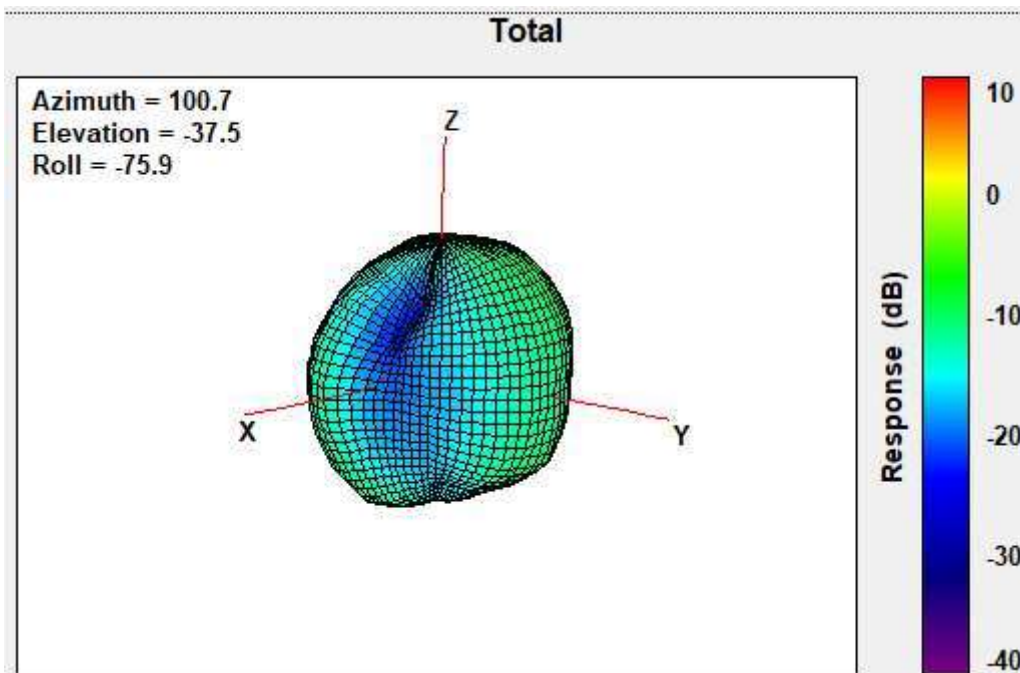 Total
Azimuth = 100.7
Elevation = -37.5
Roll = -75.9
Z
X
Y
10
0
-10
-20
-30
-40
Response (dB)